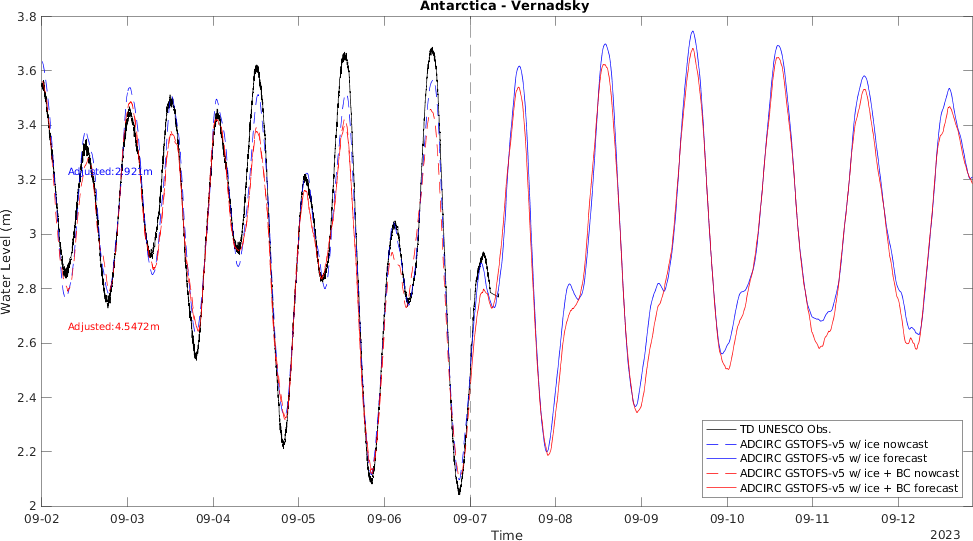 Antarctica - Vernadsky
Water Level (m)
3.8
3.6
3.4
3.2
3
2.8
2.6
2.4
2.2
2
Adjusted:2.921m
Adjusted:4.5472m
TD UNESCO Obs.
ADCIRC GSTOFS-v5 w/ ice nowcast
ADCIRC GSTOFS-v5 w/ ice forecast
ADCIRC GSTOFS-v5 w/ ice + BC nowcast
ADCIRC GSTOFS-v5 w/ ice + BC forecast
09-02 09-03 09-04 09-05 09-06 09-07 09-08 09-09 09-10 09-11 09-12
Time
2023